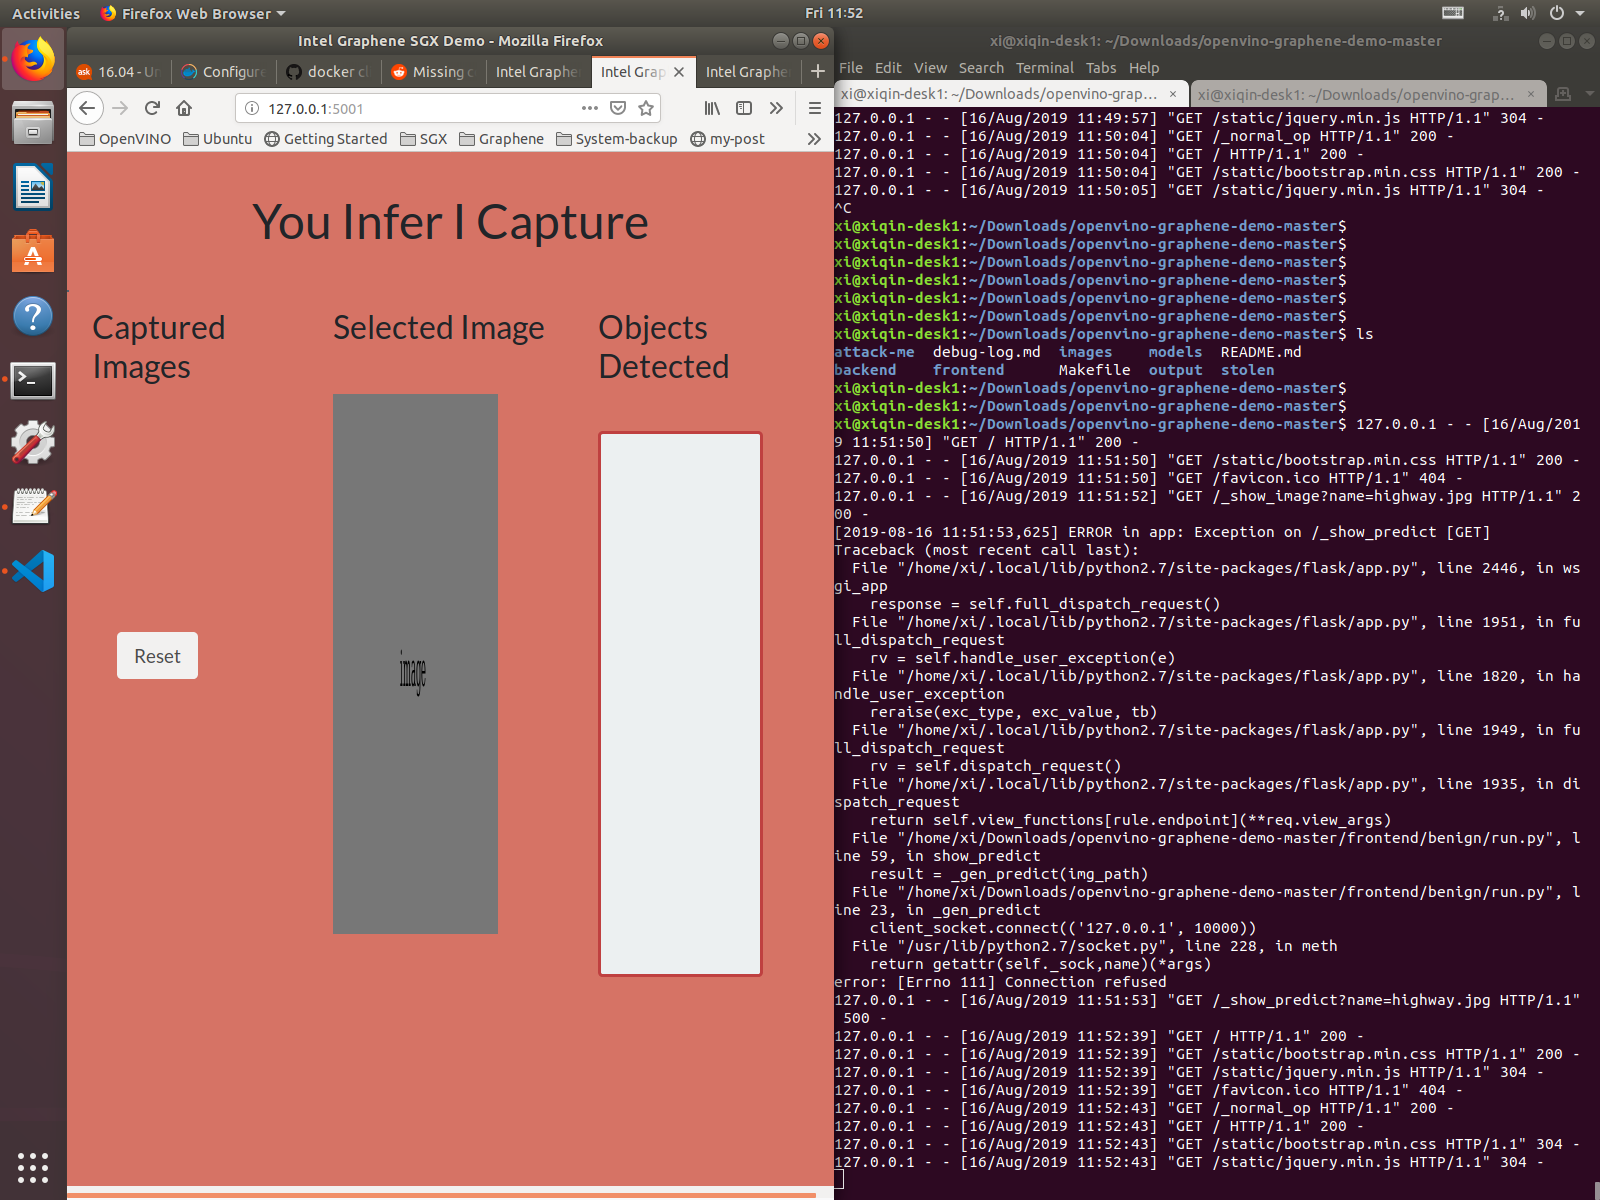 Activities
Firefox Web Browser
Fri 11:52
Intel Graphene SGX Demo - Mozilla Firefox
16.04 - Un
Configure
docker cl
Missing c
Intel Graphe
Intel Grap
Intel Graphe
127.0.0.1:5001
OpenVINO
Ubuntu
Getting Started
SGX
Graphene
System-backup
my-post
You Infer I Capture
Captured
Images
Selected Image
Objects
Detected
Reset
image
xi@xiqin-desk1: ~/Downloads/openvino-graphene-demo-master
File Edit View Search Terminal Tabs Help
xi@xiqin-desk1: ~/Downloads/openvino-grap...
xi@xiqin-desk1: ~/Downloads/openvino-grap...
127.0.0.1 - - [16/Aug/2019 11:49:57] "GET /static/jquery.min.js HTTP/1.1" 304 -
127.0.0.1 - - [16/Aug/2019 11:50:04] "GET /_normal_op HTTP/1.1" 200 -
127.0.0.1 - - [16/Aug/2019 11:50:04] "GET / HTTP/1.1" 200 -
127.0.0.1 - - [16/Aug/2019 11:50:04] "GET /static/bootstrap.min.css HTTP/1.1" 200 -
127.0.0.1 - - [16/Aug/2019 11:50:05] "GET /static/jquery.min.js HTTP/1.1" 304 -
^C
xi@xiqin-desk1:~/Downloads/openvino-graphene-demo-master$
xi@xiqin-desk1:~/Downloads/openvino-graphene-demo-master$
xi@xiqin-desk1:~/Downloads/openvino-graphene-demo-master$
xi@xiqin-desk1:~/Downloads/openvino-graphene-demo-master$
xi@xiqin-desk1:~/Downloads/openvino-graphene-demo-master$
xi@xiqin-desk1:~/Downloads/openvino-graphene-demo-master$
xi@xiqin-desk1:~/Downloads/openvino-graphene-demo-master$ ls
attack-me debug-log.md images models README.md
backend frontend Makefile output stolen
xi@xiqin-desk1:~/Downloads/openvino-graphene-demo-master$
xi@xiqin-desk1:~/Downloads/openvino-graphene-demo-master$
xi@xiqin-desk1:~/Downloads/openvino-graphene-demo-master$ 127.0.0.1 - - [16/Aug/201
9 11:51:50] "GET / HTTP/1.1" 200 -
127.0.0.1 - - [16/Aug/2019 11:51:50] "GET /static/bootstrap.min.css HTTP/1.1" 200 -
127.0.0.1 - - [16/Aug/2019 11:51:50] "GET /favicon.ico HTTP/1.1" 404 -
127.0.0.1 - - [16/Aug/2019 11:51:52] "GET /_show_image?name=highway.jpg HTTP/1.1" 2
00 -
[2019-08-16 11:51:53,625] ERROR in app: Exception on /_show_predict [GET]
Traceback (most recent call last):
File "/home/xi/.local/lib/python2.7/site-packages/flask/app.py", line 2446, in ws
gi_app
response = self.full_dispatch_request()
File "/home/xi/.local/lib/python2.7/site-packages/flask/app.py", line 1951, in fu
ll_dispatch_request
rv = self.handle_user_exception(e)
File "/home/xi/.local/lib/python2.7/site-packages/flask/app.py", line 1820, in ha
ndle_user_exception
reraise(exc_type, exc_value, tb)
File "/home/xi/.local/lib/python2.7/site-packages/flask/app.py", line 1949, in fu
ll_dispatch_request
rv = self.dispatch_request()
File "/home/xi/.local/lib/python2.7/site-packages/flask/app.py", line 1935, in di
spatch_request
return self.view_functions[rule.endpoint](**req.view_args)
File "/home/xi/Downloads/openvino-graphene-demo-master/frontend/benign/run.py", l
ine 59, in show_predict
result = _gen_predict(img_path)
File "/home/xi/Downloads/openvino-graphene-demo-master/frontend/benign/run.py", l
ine 23, in _gen_predict
client_socket.connect(('127.0.0.1', 10000))
File "/usr/lib/python2.7/socket.py", line 228, in meth
return getattr(self._sock,name)(*args)
error: [Errno 111] Connection refused
127.0.0.1 - - [16/Aug/2019 11:51:53] "GET /_show_predict?name=highway.jpg HTTP/1.1"
500 -
127.0.0.1 - - [16/Aug/2019 11:52:39] "GET / HTTP/1.1" 200 -
127.0.0.1 - - [16/Aug/2019 11:52:39] "GET /static/bootstrap.min.css HTTP/1.1" 200 -
127.0.0.1 - - [16/Aug/2019 11:52:39] "GET /static/jquery.min.js HTTP/1.1" 304 -
127.0.0.1 - - [16/Aug/2019 11:52:39] "GET /favicon.ico HTTP/1.1" 404 -
127.0.0.1 - - [16/Aug/2019 11:52:43] "GET /_normal_op HTTP/1.1" 200 -
127.0.0.1 - - [16/Aug/2019 11:52:43] "GET / HTTP/1.1" 200 -
127.0.0.1 - - [16/Aug/2019 11:52:43] "GET /static/bootstrap.min.css HTTP/1.1" 304 -
127.0.0.1 - - [16/Aug/2019 11:52:43] "GET /static/jquery.min.js HTTP/1.1" 304 -